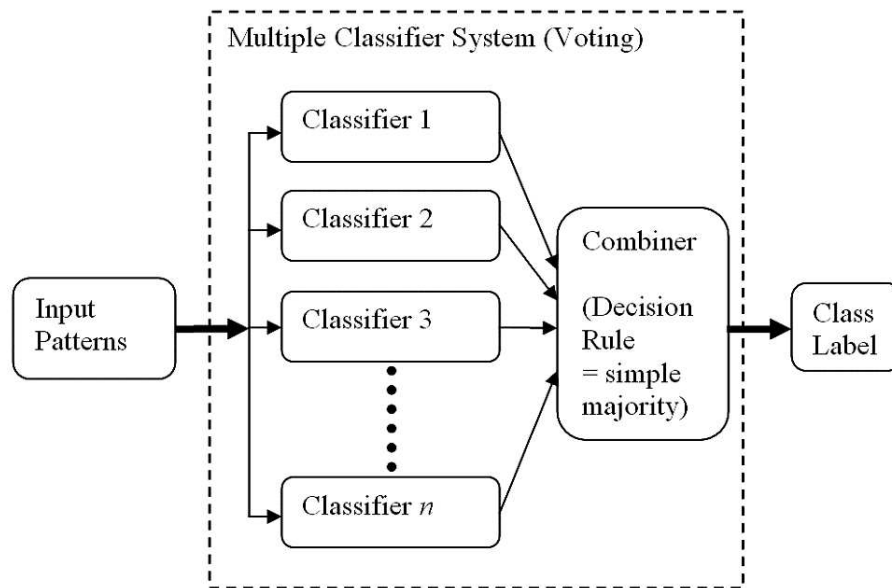 Multiple Classifier System (Voting)
Classifier 1
Classifier 2
Classifier 3
Classifier n
Input
Patterns
Combiner
(Decision
Rule
= simple
majority)
Class
Label